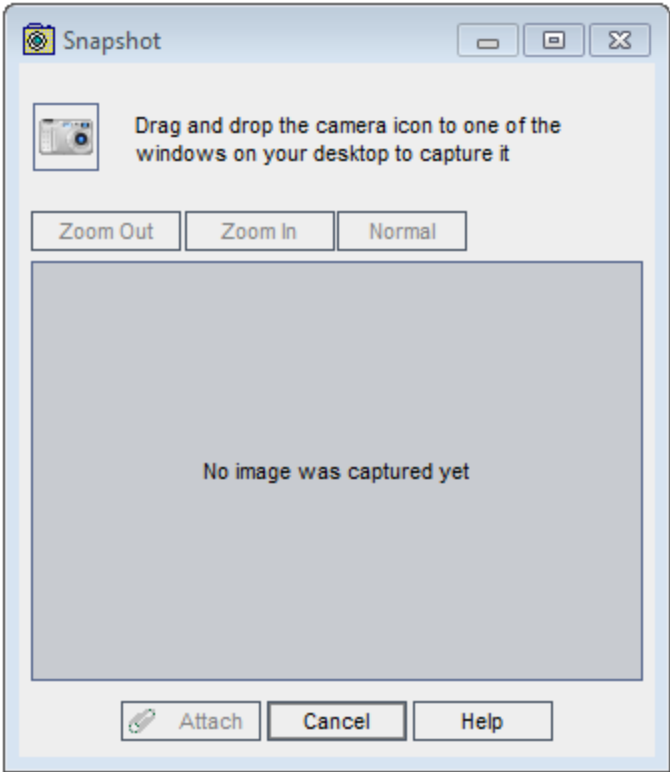 Snapshot
Drag and drop the camera icon to one of the
windows on your desktop to capture it
Zoom Out
Zoom In
Normal
No image was captured yet
Attach
Cancel
Help